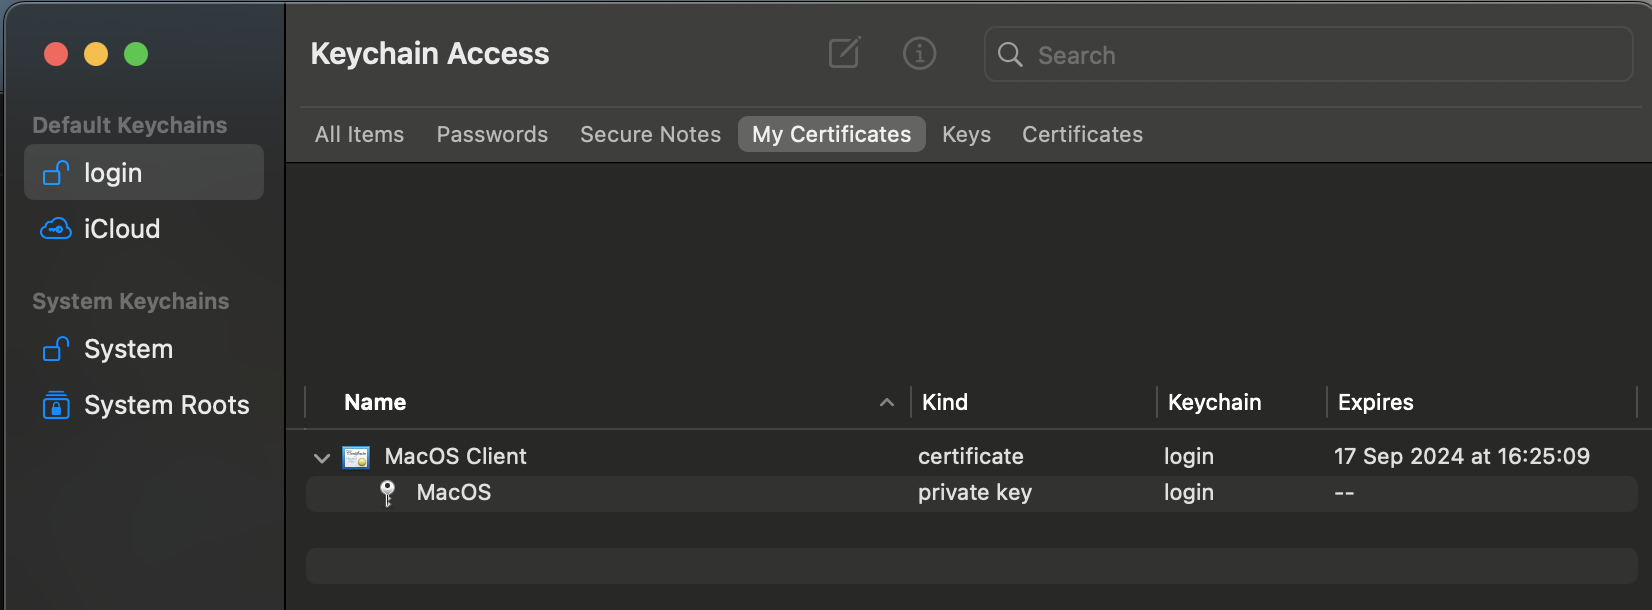 Keychain Access
Search
Default Keychains
login
iCloud
System Keychains
System
System Roots
All Items Passwords Secure Notes My Certificates Keys Certificates
Name Kind Keychain Expires
MacOS Client certificate login 17 Sep 2024 at 16:25:09
MacOS private key login --